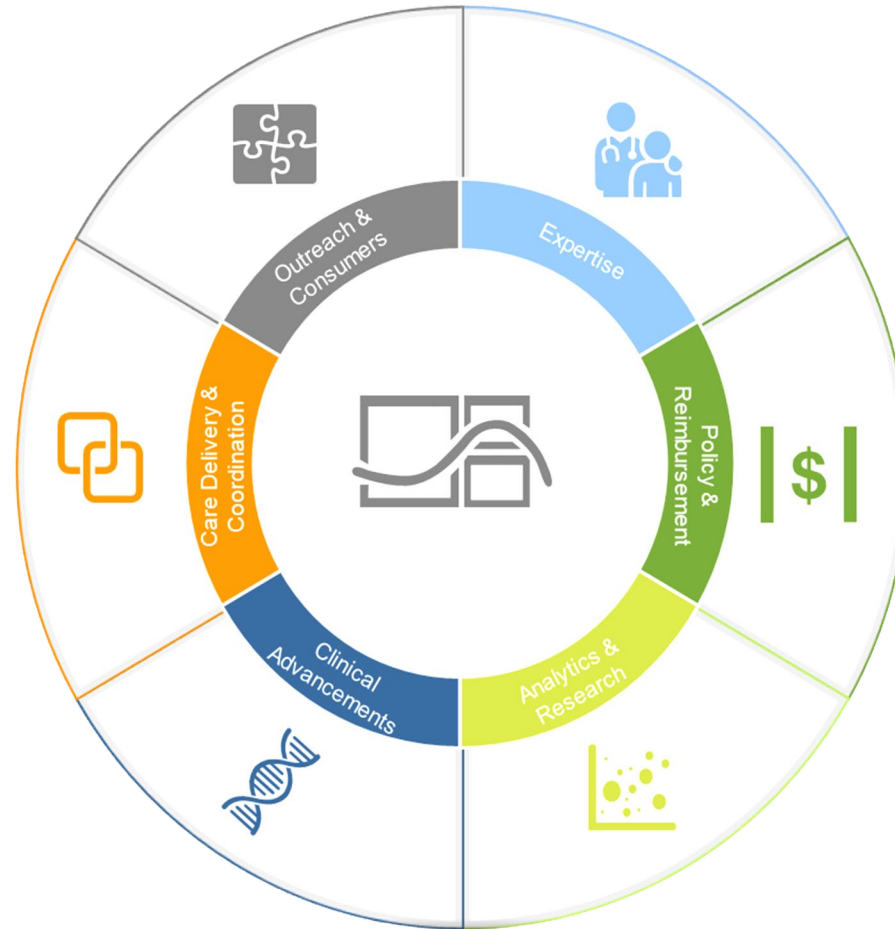 Outreach &
Consumers
Expertise
Policy &
Reimbursement
$
Analytics &
Research
Clinical
Advancements
Care Delivery &
Coordination